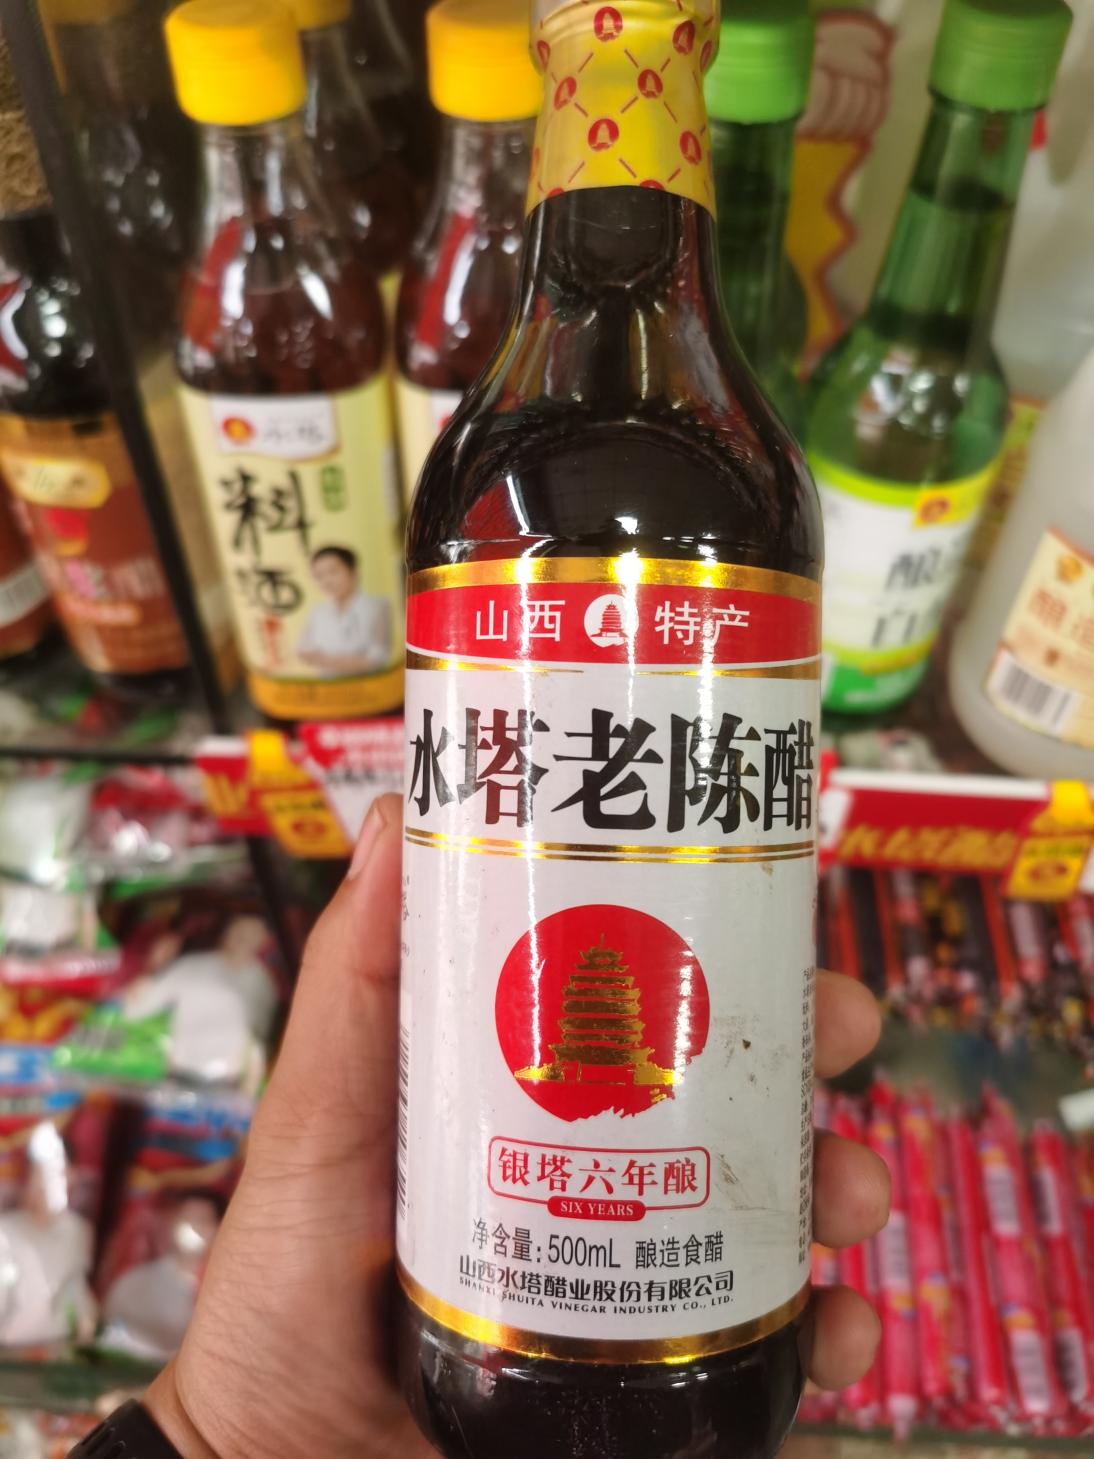 料酒
酿
白
山西 特产
水塔老陈醋
银塔六年酿
SIX YEARS
净含量:500mL 酿造食醋
山西水塔醋业股份有限公司
SHANXI SHUITA VINEGAR INDUSTRY CO., LTD.